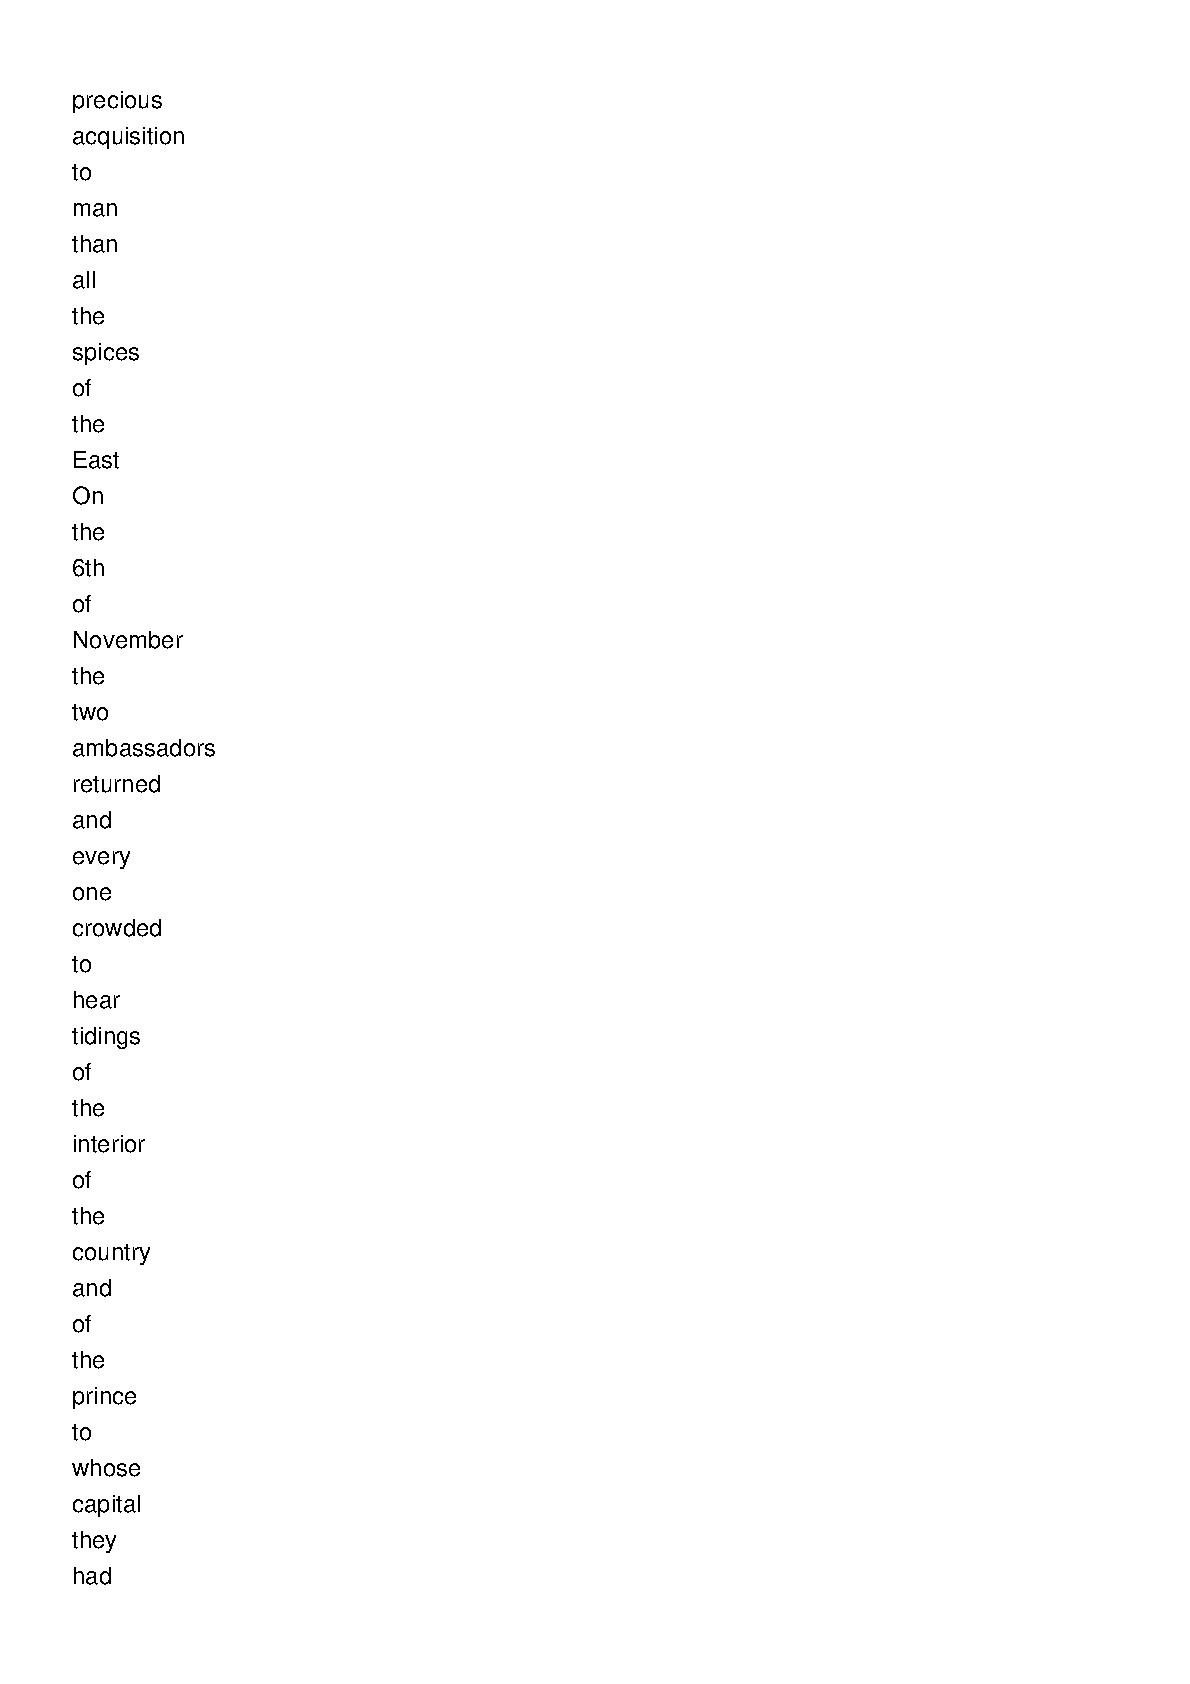 precious
acquisition
to
man
than
all
the
spices
of
the
East
On
the
6th
of
November
the
two
ambassadors
returned
and
every
one
crowded
to
hear
tidings
of
the
interior
of
the
country
and
of
the
prince
to
whose
capital
they
had